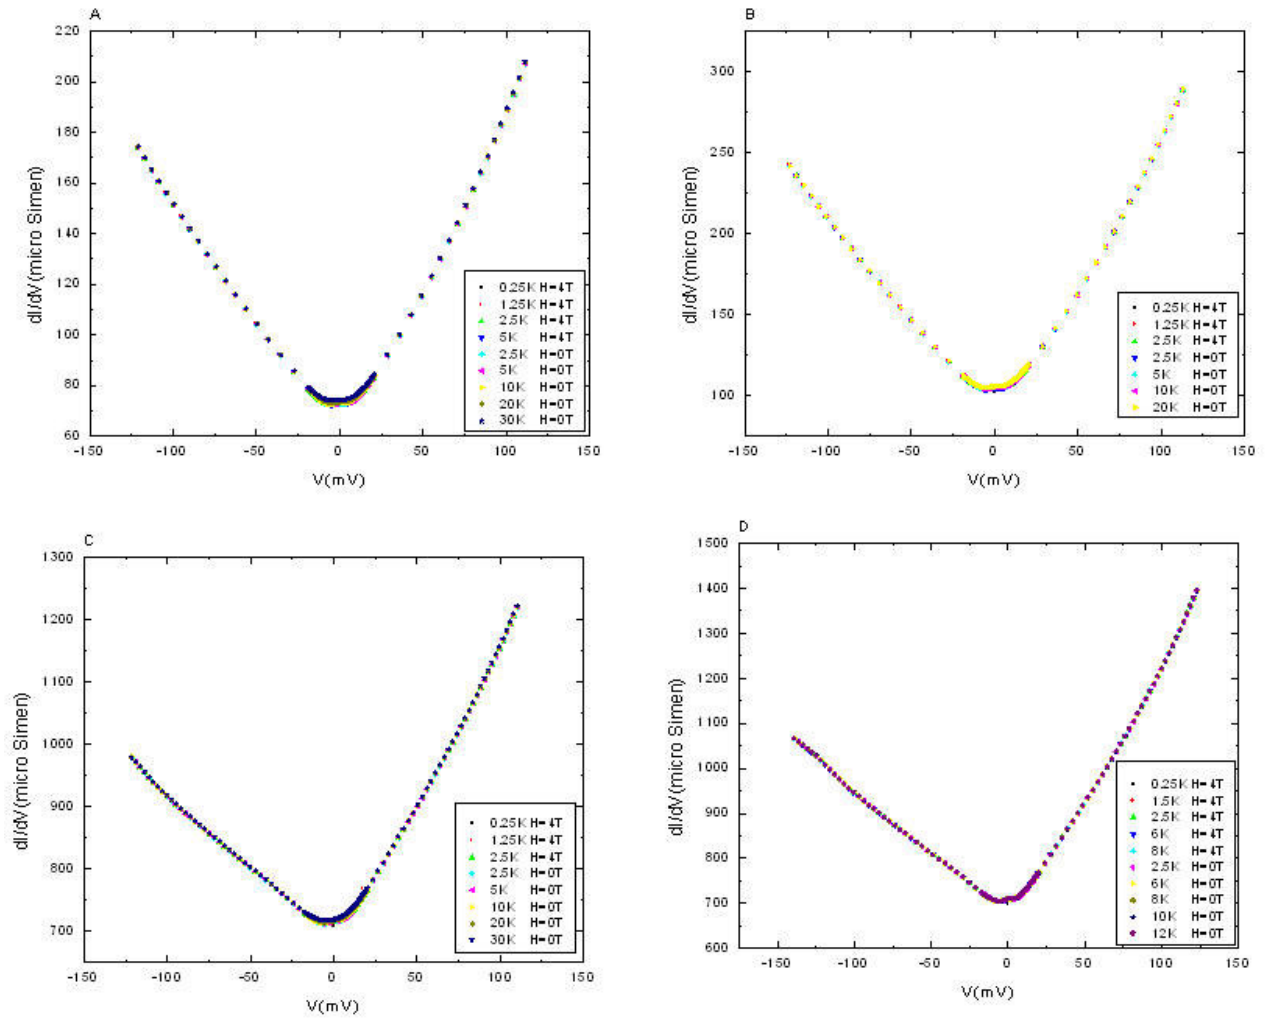 A
220
200
180
160
140
120
100
80
60
dI/dV(micro Simen)
0.25K H=4T
1.25K H=4T
2.5K H=4T
5K H=4T
2.5K H=0T
5K H=0T
10K H=0T
20K H=0T
30K H=0T
-150 -100 -50 0 50 100 150
V(mV)
B
300
250
200
150
100
dI/dV(micro Simen)
0.25K H=4T
1.25K H=4T
2.5K H=4T
2.5K H=0T
5K H=0T
10K H=0T
20K H=0T
-150 -100 -50 0 50 100 150
V(mV)
C
1300
1200
1100
1000
900
800
700
dI/dV(micro Simen)
0.25K H=4T
1.25K H=4T
2.5K H=4T
2.5K H=0T
5K H=0T
10K H=0T
20K H=0T
30K H=0T
-150 -100 -50 0 50 100 150
V(mV)
D
1500
1400
1300
1200
1100
1000
900
800
700
600
dI/dV(micro Simen)
0.25K H=4T
1.5K H=4T
2.5K H=4T
6K H=4T
8K H=4T
2.5K H=0T
6K H=0T
8K H=0T
10K H=0T
12K H=0T
-150 -100 -50 0 50 100 150
V(mV)